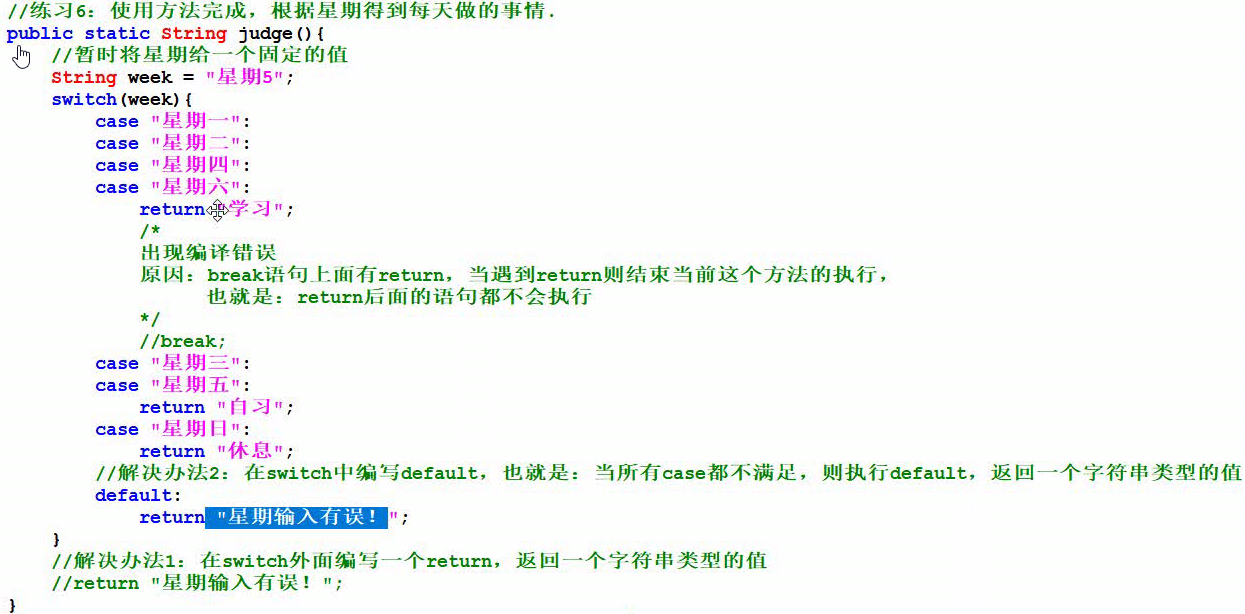 //练习6：使用方法完成，根据星期得到每天做的事情.
public static String judge(){
//暂时将星期给一个固定的值
String week = "星期5";
switch(week){
case "星期一":
case "星期二":
case "星期四":
case "星期六":
return "学习";
/*
出现编译错误
原因：break语句上面有return，当遇到return则结束当前这个方法的执行，
也就是：return后面的语句都不会执行
*/
//break;
case "星期三":
case "星期五":
return "自习";
case "星期日":
return "休息";
//解决办法2：在switch中编写default，也就是：当所有case都不满足，则执行default，返回一个字符串类型的值
default:
return "星期输入有误！";
}
//解决办法1：在switch外面编写一个return，返回一个字符串类型的值
//return "星期输入有误！";
}